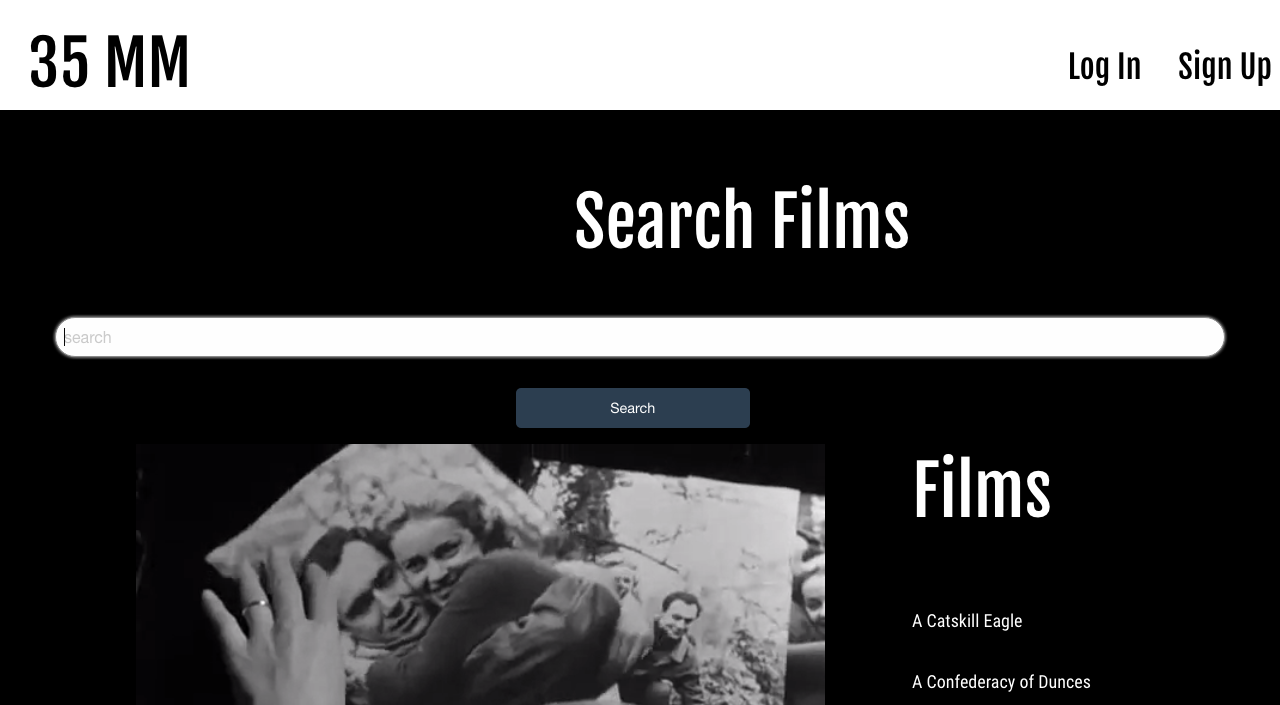 35 MM
Log In
Sign Up
Search Films
search
Search
Films
A Catskill Eagle
A Confederacy of Dunces